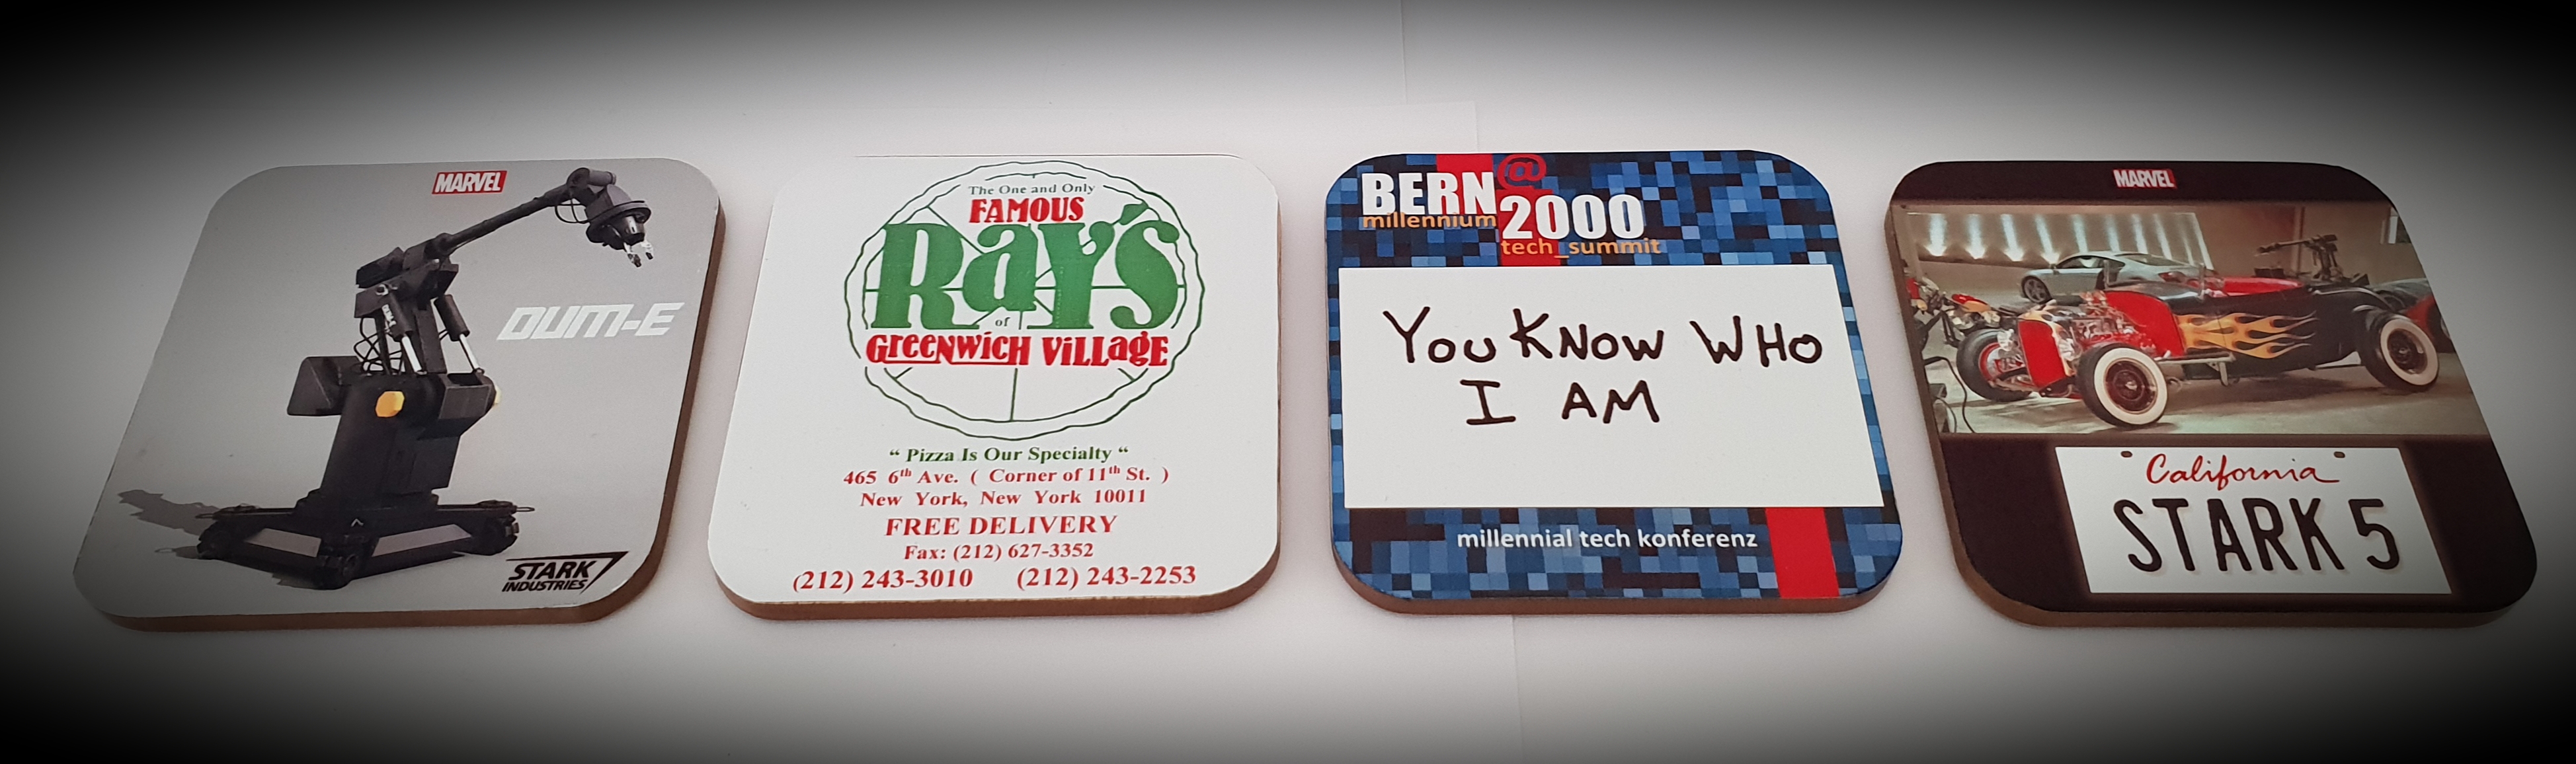 MARVEL
DUM-E
STARK
INDUSTRIES
The One and Only
FAMOUS
RaY'S
of
GreeNwicH ViLLagE
“ Pizza Is Our Specialty “
465 6th Ave. ( Corner of 11th St. )
New York, New York 10011
FREE DELIVERY
Fax: (212) 627-3352
(212) 243-3010 (212) 243-2253
BERN@
millennium 2000
tech_summit
YOU KNOW WHO
I AM
millennial tech konferenz
MARVEL
California
STARK 5